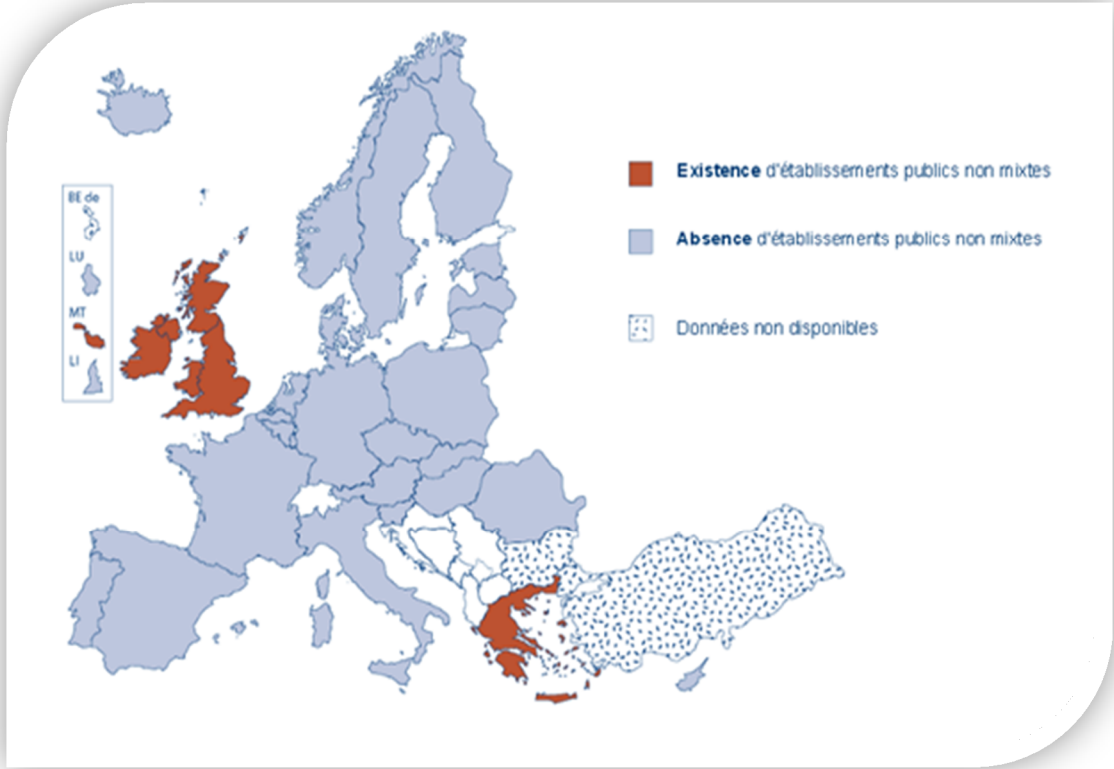 Existence d'établissements publics non mixtes
BE de
Absence d'établissements publics non mixtes
LU
MT
Données non disponibles
LI